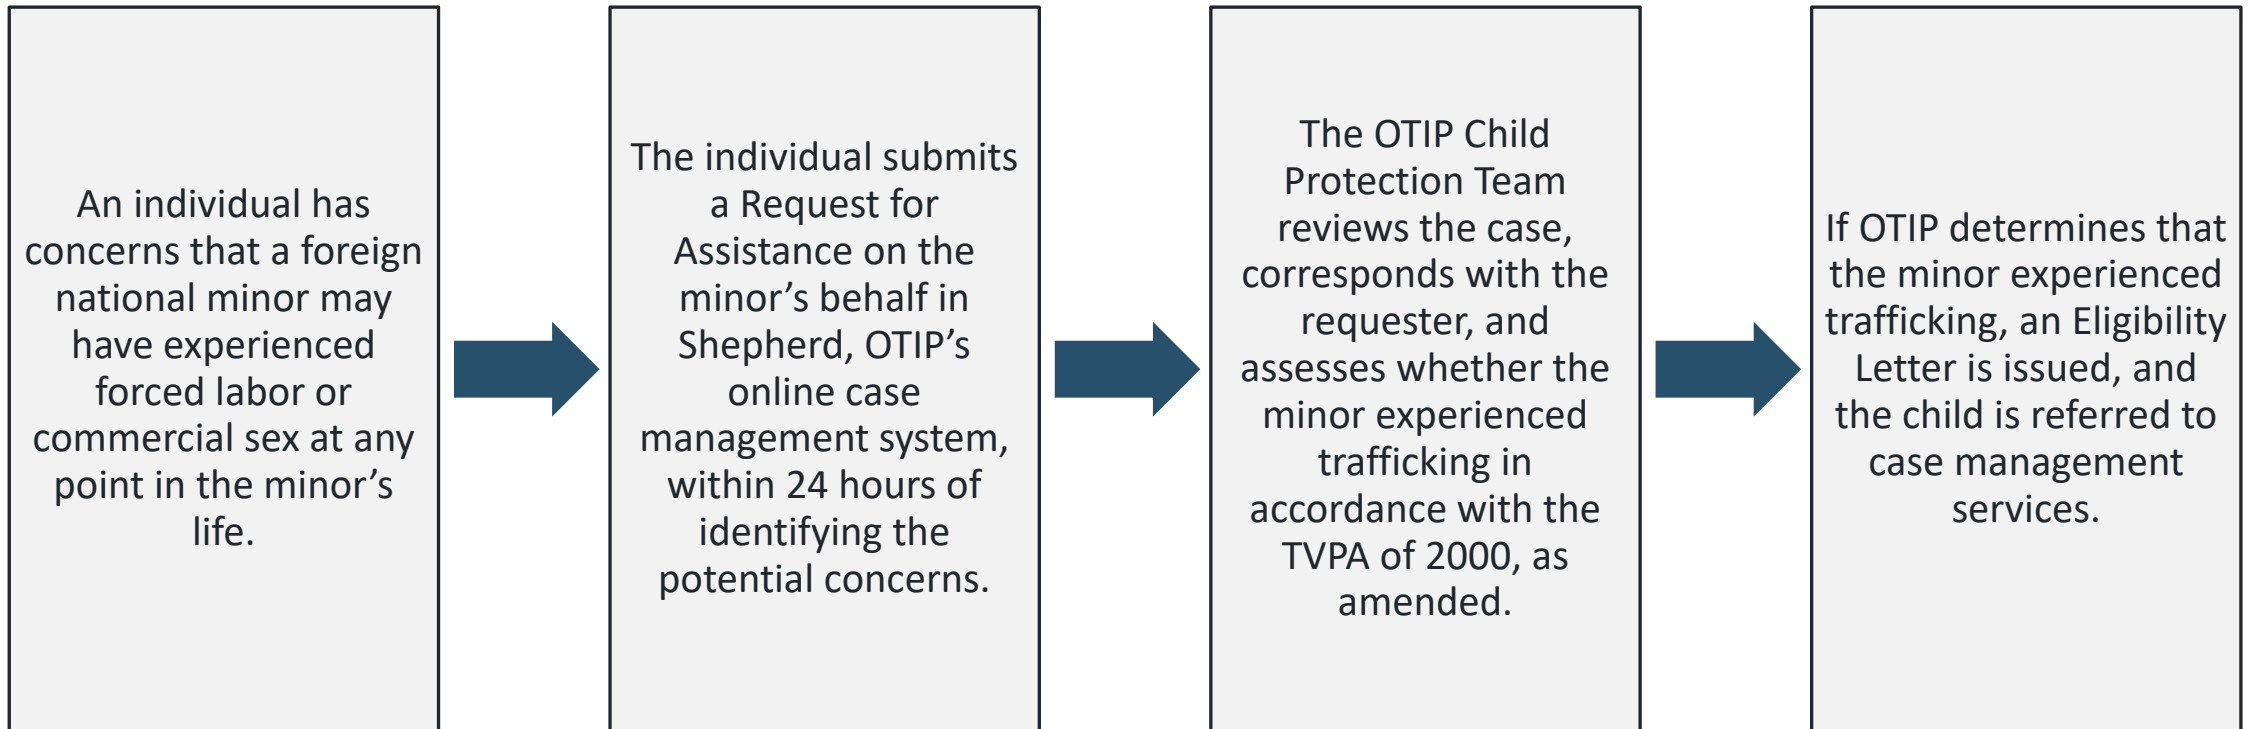 An individual has
concerns that a foreign
national minor may
have experienced
forced labor or
commercial sex at any
point in the minor’s
life.
The individual submits
a Request for
Assistance on the
minor’s behalf in
Shepherd, OTIP’s
online case
management system,
within 24 hours of
identifying the
potential concerns.
The OTIP Child
Protection Team
reviews the case,
corresponds with the
requester, and
assesses whether the
minor experienced
trafficking in
accordance with the
TVPA of 2000, as
amended.
If OTIP determines that
the minor experienced
trafficking, an Eligibility
Letter is issued, and
the child is referred to
case management
services.